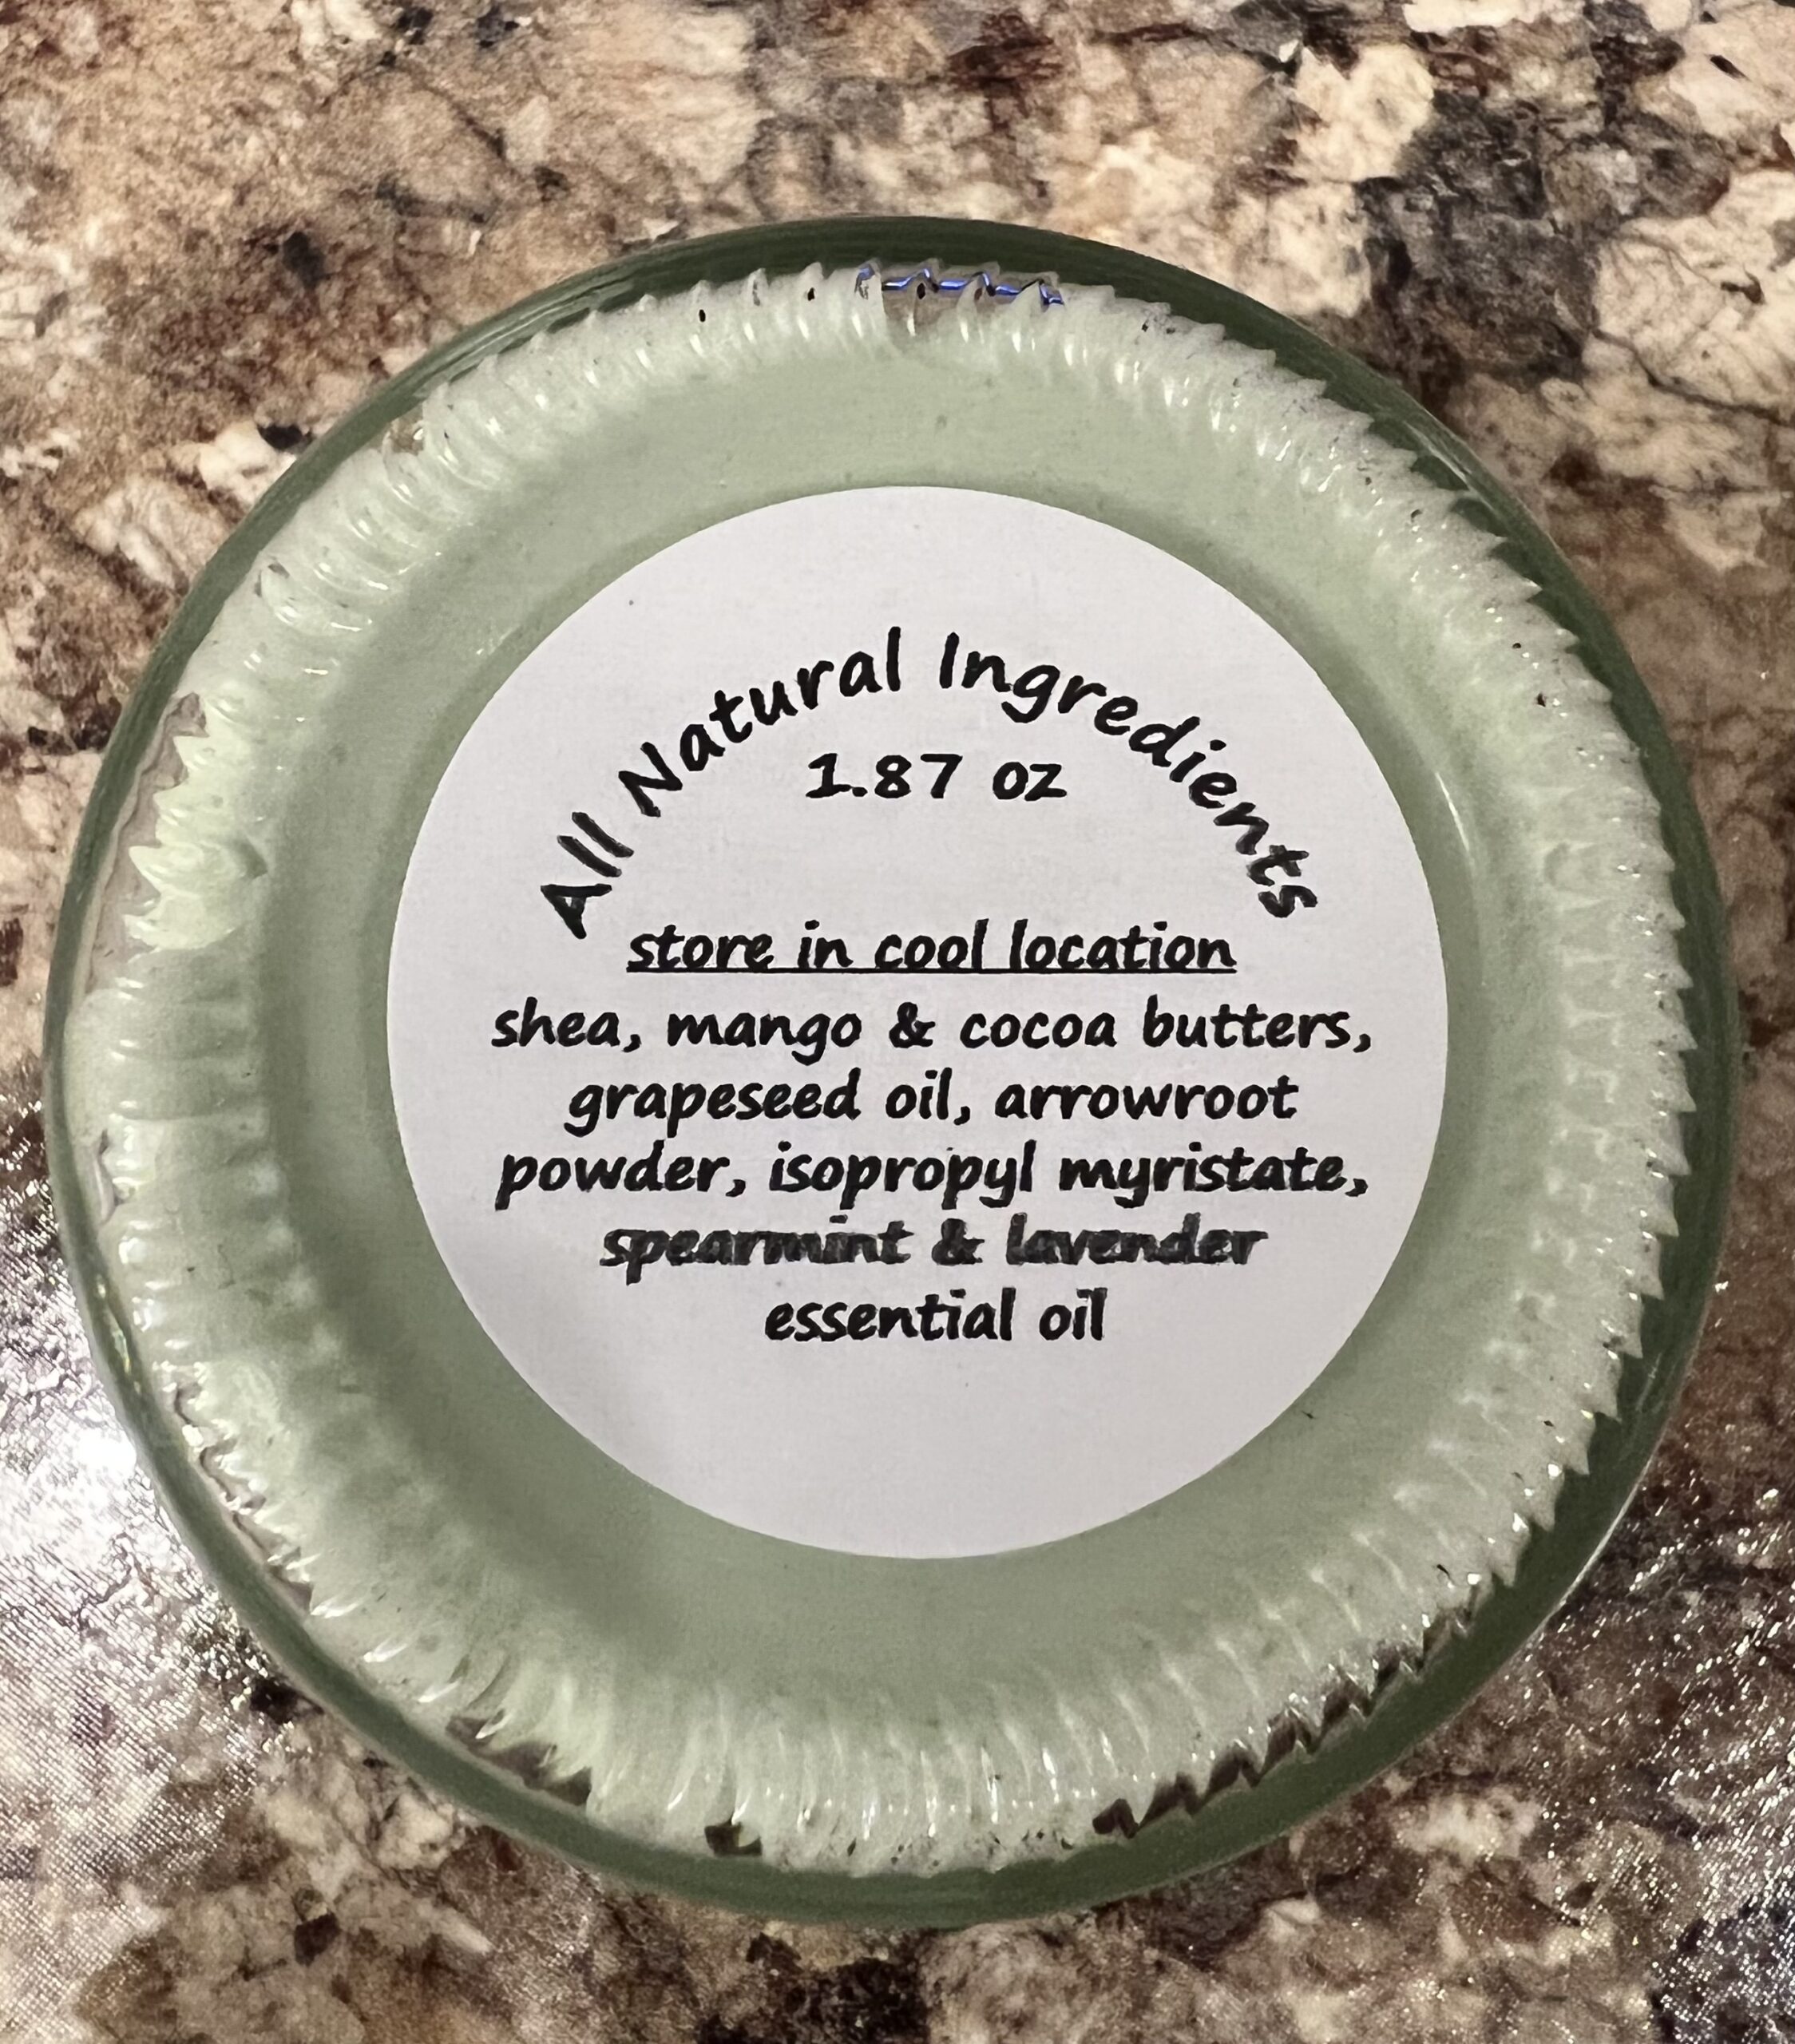 All Natural Ingredients
1.87 oz
store in cool location
shea, mango & cocoa butters,
grapeseed oil, arrowroot
powder, isopropyl myristate,
spearmint & lavender
essential oil